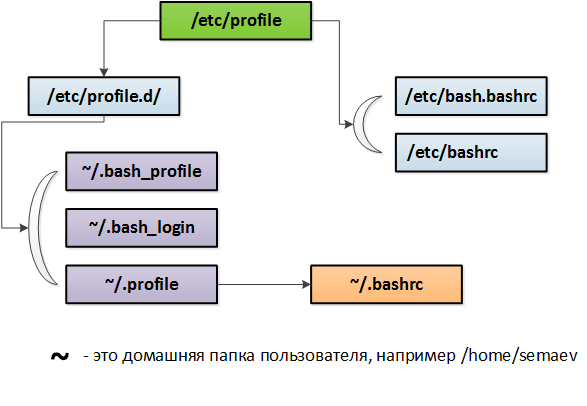 /etc/profile
/etc/profile.d/
/etc/bash.bashrc
/etc/bashrc
~/.bash_profile
~/.bash_login
~/.profile
~/.bashrc
~ - это домашняя папка пользователя, например /home/semaev